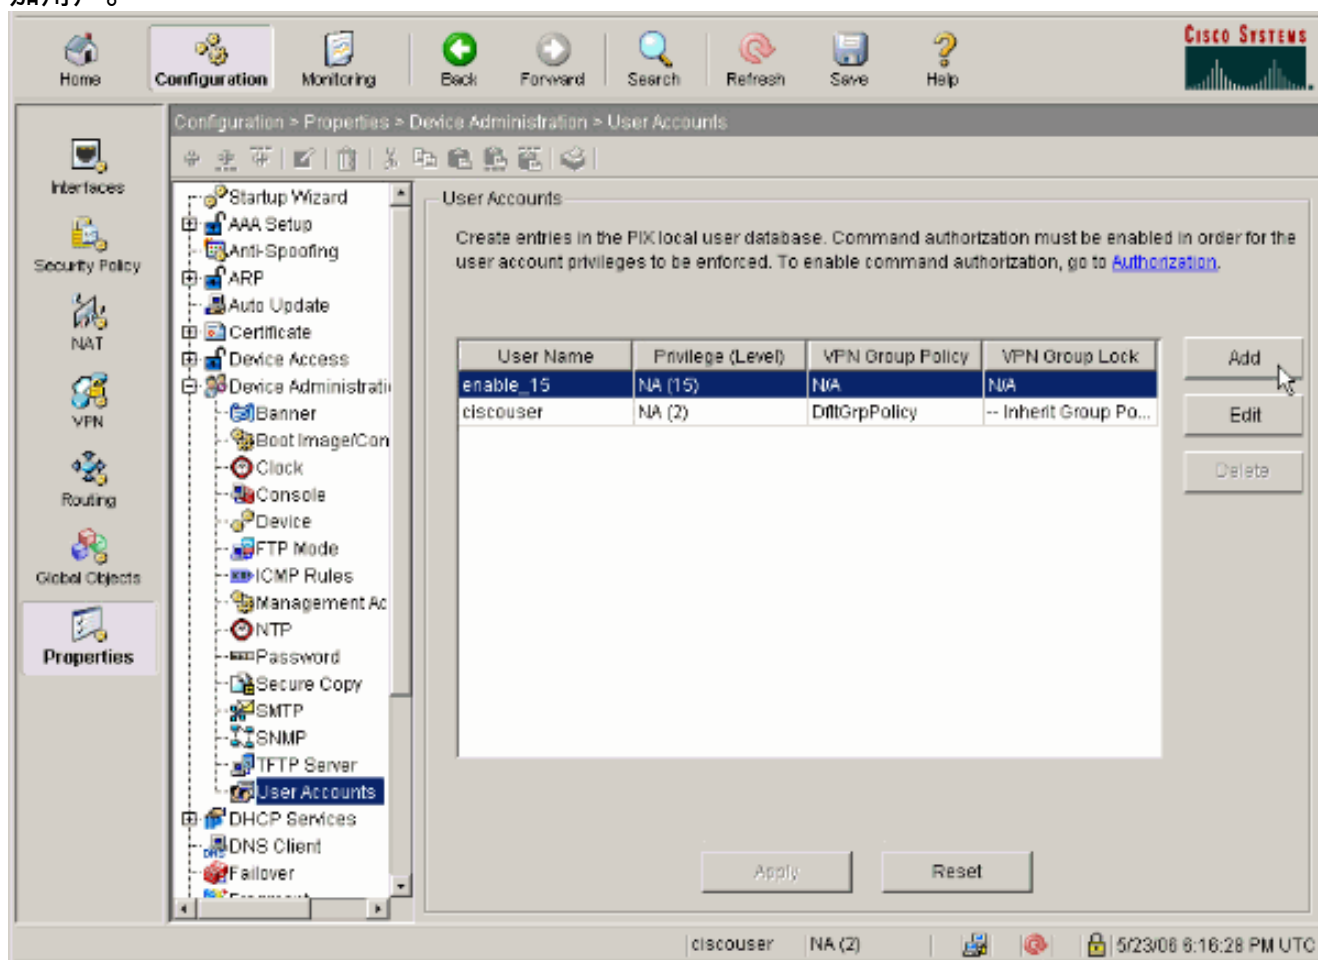 Home Configuration Monitoring Back Forward Search Refresh Save Help
CISCO SYSTEMS
Configuration > Properties > Device Administration > User Accounts
Interfaces
Security Policy
NAT
VPN
Routing
Global Objects
Properties
Startup Wizard
AAA Setup
Anti-Spoofing
ARP
Auto Update
Certificate
Device Access
Device Administrati
Banner
Boot Image/Con
Clock
Console
Device
FTP Mode
ICMP Rules
Management Ac
NTP
Password
Secure Copy
SMTP
SNMP
TFTP Server
User Accounts
DHCP Services
DNS Client
Failover
User Accounts
Create entries in the PIX local user database. Command authorization must be enabled in order for the
user account privileges to be enforced. To enable command authorization, go to Authorization.
User Name Privilege (Level) VPN Group Policy VPN Group Lock
enable_15 NA (15) N/A N/A
ciscouser NA (2) DfltGrpPolicy -- Inherit Group Po...
Add
Edit
Delete
Apply Reset
ciscouser NA (2) 5/23/06 6:16:28 PM UTC